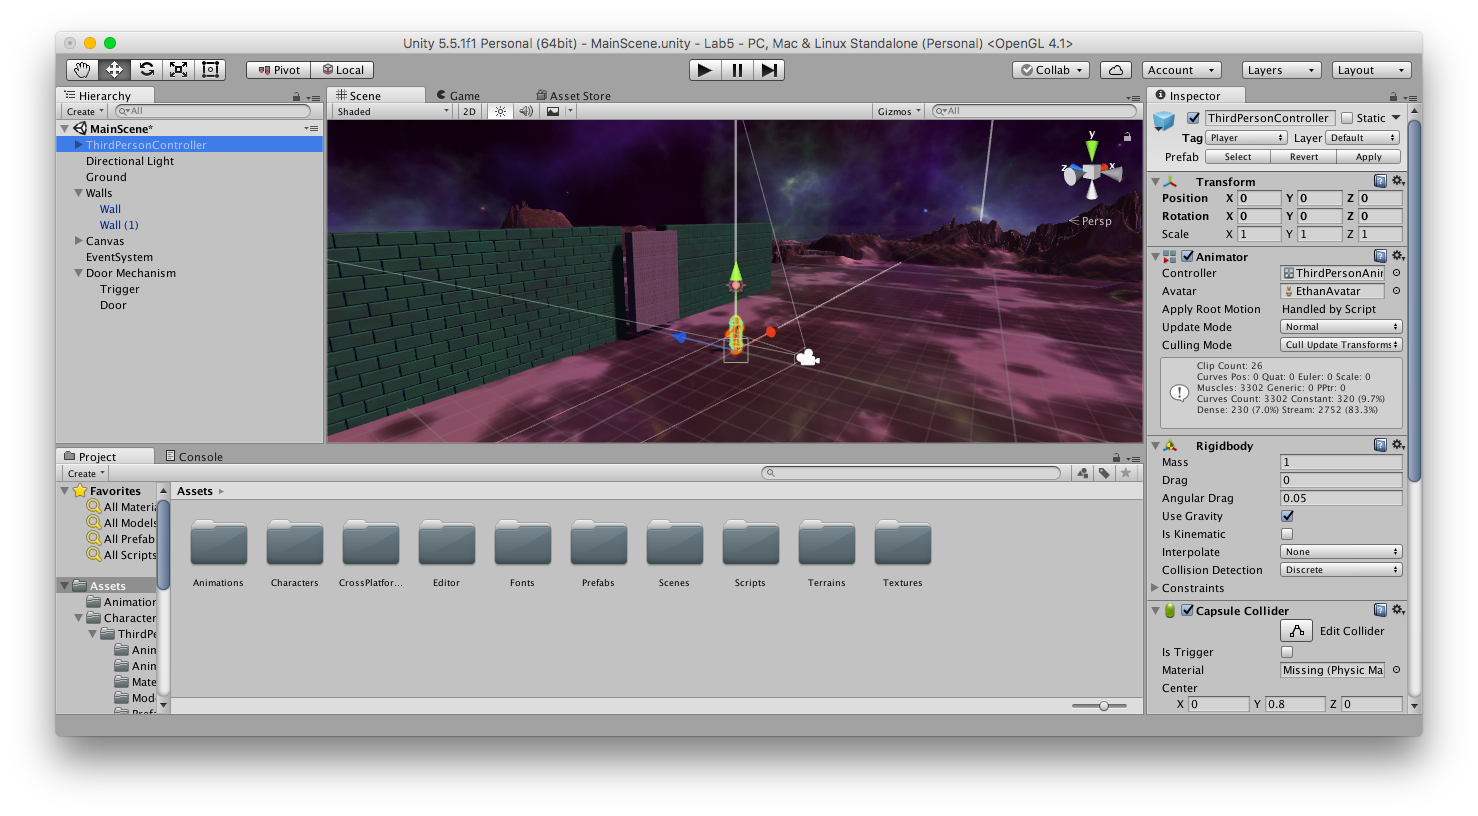 Unity 5.5.1f1 Personal (64bit) - MainScene.unity - Lab5 - PC, Mac & Linux Standalone (Personal) <OpenGL 4.1>
Pivot Local Collab Account Layers Layout
Hierarchy
Create All
MainScene*
ThirdPersonController
Directional Light
Ground
Walls
Wall
Wall (1)
Canvas
EventSystem
Door Mechanism
Trigger
Door
Scene Game Asset Store
Shaded 2D Gizmos All
y
z x
Persp
Project Console
Create
Favorites
All Materia
All Models
All Prefab
All Scripts
Assets
Animation
Character
ThirdPe
Anim
Anim
Mate
Mod
Prefa
Assets
Animations Characters CrossPlatfor... Editor Fonts Prefabs Scenes Scripts Terrains Textures
Inspector
ThirdPersonController Static
Tag Player Layer Default
Prefab Select Revert Apply
Transform
Position X 0 Y 0 Z 0
Rotation X 0 Y 0 Z 0
Scale X 1 Y 1 Z 1
Animator
Controller ThirdPersonAnir
Avatar EthanAvatar
Apply Root Motion Handled by Script
Update Mode Normal
Culling Mode Cull Update Transforms
Clip Count: 26
Curves Pos: 0 Quat: 0 Euler: 0 Scale: 0
Muscles: 3302 Generic: 0 PPtr: 0
Curves Count: 3302 Constant: 320 (9.7%)
Dense: 230 (7.0%) Stream: 2752 (83.3%)
Rigidbody
Mass 1
Drag 0
Angular Drag 0.05
Use Gravity
Is Kinematic
Interpolate None
Collision Detection Discrete
Constraints
Capsule Collider
Edit Collider
Is Trigger
Material Missing (Physic Ma
Center
X 0 Y 0.8 Z 0